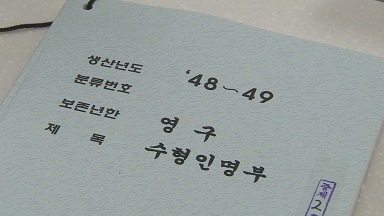 생산년도 '48~49
분류번호
보존년한 영구
제 목 수형인명부